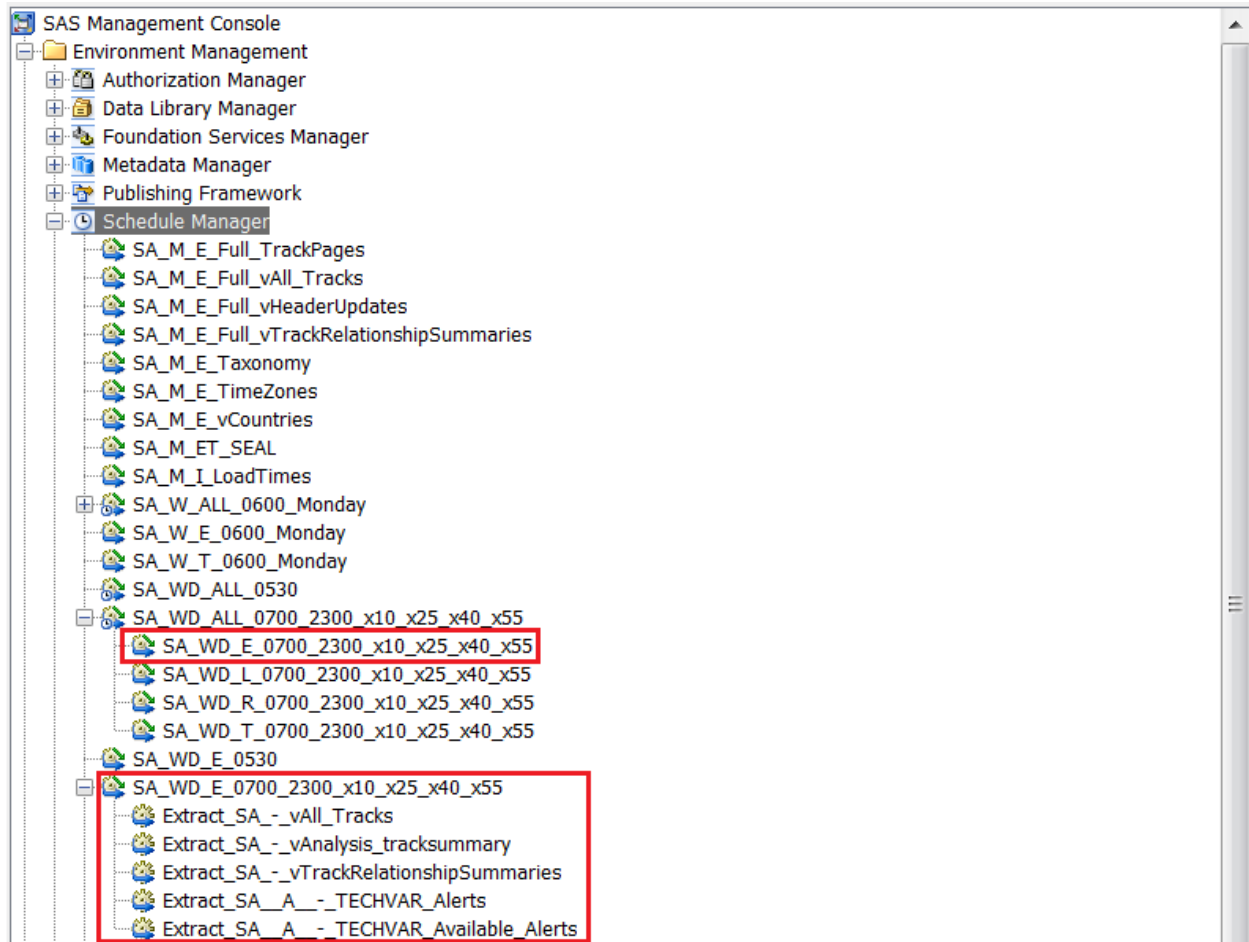 SAS Management Console
Environment Management
Authorization Manager
Data Library Manager
Foundation Services Manager
Metadata Manager
Publishing Framework
Schedule Manager
SA_M_E_Full_TrackPages
SA_M_E_Full_vAll_Tracks
SA_M_E_Full_vHeaderUpdates
SA_M_E_Full_vTrackRelationshipSummaries
SA_M_E_Taxonomy
SA_M_E_TimeZones
SA_M_E_vCountries
SA_M_ET_SEAL
SA_M_I_LoadTimes
SA_W_ALL_0600_Monday
SA_W_E_0600_Monday
SA_W_T_0600_Monday
SA_WD_ALL_0530
SA_WD_ALL_0700_2300_x10_x25_x40_x55
SA_WD_E_0700_2300_x10_x25_x40_x55
SA_WD_L_0700_2300_x10_x25_x40_x55
SA_WD_R_0700_2300_x10_x25_x40_x55
SA_WD_T_0700_2300_x10_x25_x40_x55
SA_WD_E_0530
SA_WD_E_0700_2300_x10_x25_x40_x55
Extract_SA_-_vAll_Tracks
Extract_SA_-_vAnalysis_tracksummary
Extract_SA_-_vTrackRelationshipSummaries
Extract_SA__A__-_TECHVAR_Alerts
Extract_SA__A__-_TECHVAR_Available_Alerts